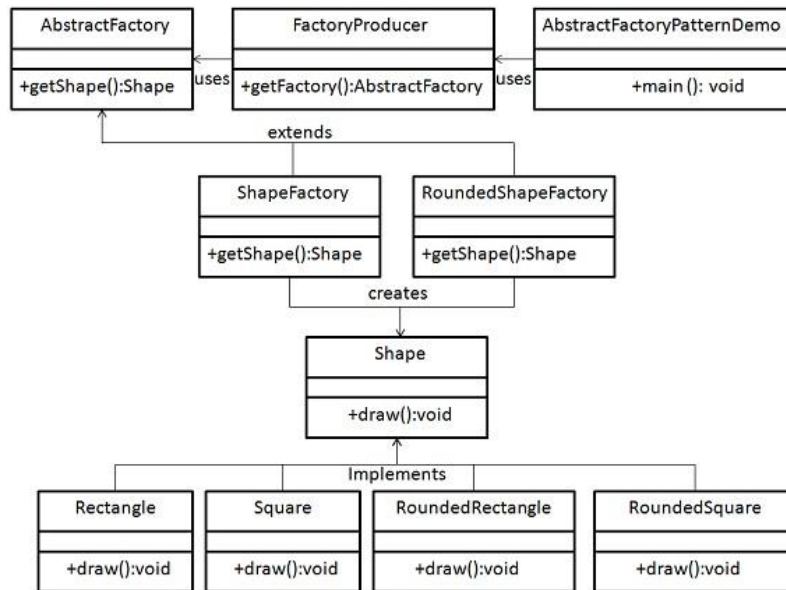 AbstractFactory
FactoryProducer
AbstractFactoryPatternDemo
+getShape():Shape
uses
+getFactory():AbstractFactory
uses
+main(): void
extends
ShapeFactory
RoundedShapeFactory
+getShape():Shape
+getShape():Shape
creates
Shape
+draw():void
Implements
Rectangle
Square
RoundedRectangle
RoundedSquare
+draw():void
+draw():void
+draw():void
+draw():void